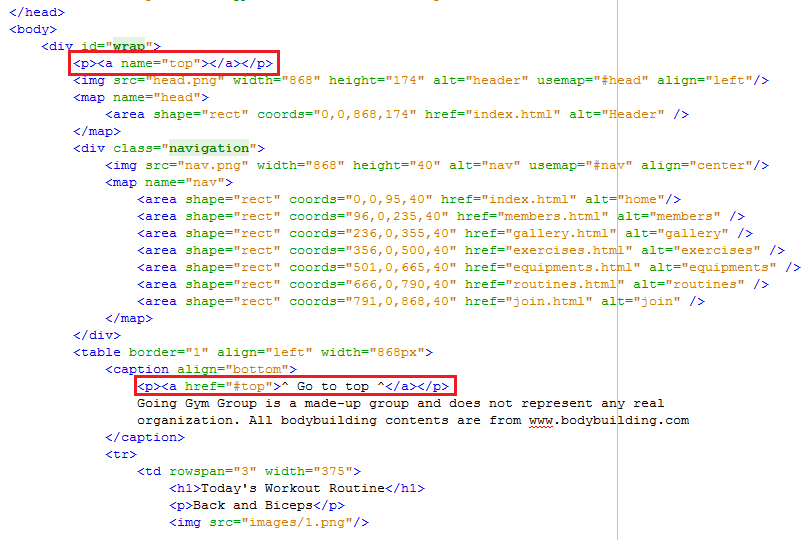 </head>
<body>
<div id="wrap">
<p><a name="top"></a></p>
<img src="head.png" width="868" height="174" alt="header" usemap="#head" align="left"/>
<map name="head">
<area shape="rect" coords="0,0,868,174" href="index.html" alt="Header" />
</map>
<div class="navigation">
<img src="nav.png" width="868" height="40" alt="nav" usemap="#nav" align="center"/>
<map name="nav">
<area shape="rect" coords="0,0,95,40" href="index.html" alt="home"/>
<area shape="rect" coords="96,0,235,40" href="members.html" alt="members" />
<area shape="rect" coords="236,0,355,40" href="gallery.html" alt="gallery" />
<area shape="rect" coords="356,0,500,40" href="exercises.html" alt="exercises" />
<area shape="rect" coords="501,0,665,40" href="equipments.html" alt="equipments" />
<area shape="rect" coords="666,0,790,40" href="routines.html" alt="routines" />
<area shape="rect" coords="791,0,868,40" href="join.html" alt="join" />
</map>
</div>
<table border="1" align="left" width="868px">
<caption align="bottom">
<p><a href="#top">^ Go to top ^</a></p>
Going Gym Group is a made-up group and does not represent any real
organization. All bodybuilding contents are from www.bodybuilding.com
</caption>
<tr>
<td rowspan="3" width="375">
<h1>Today's Workout Routine</h1>
<p>Back and Biceps</p>
<img src="images/1.png"/>